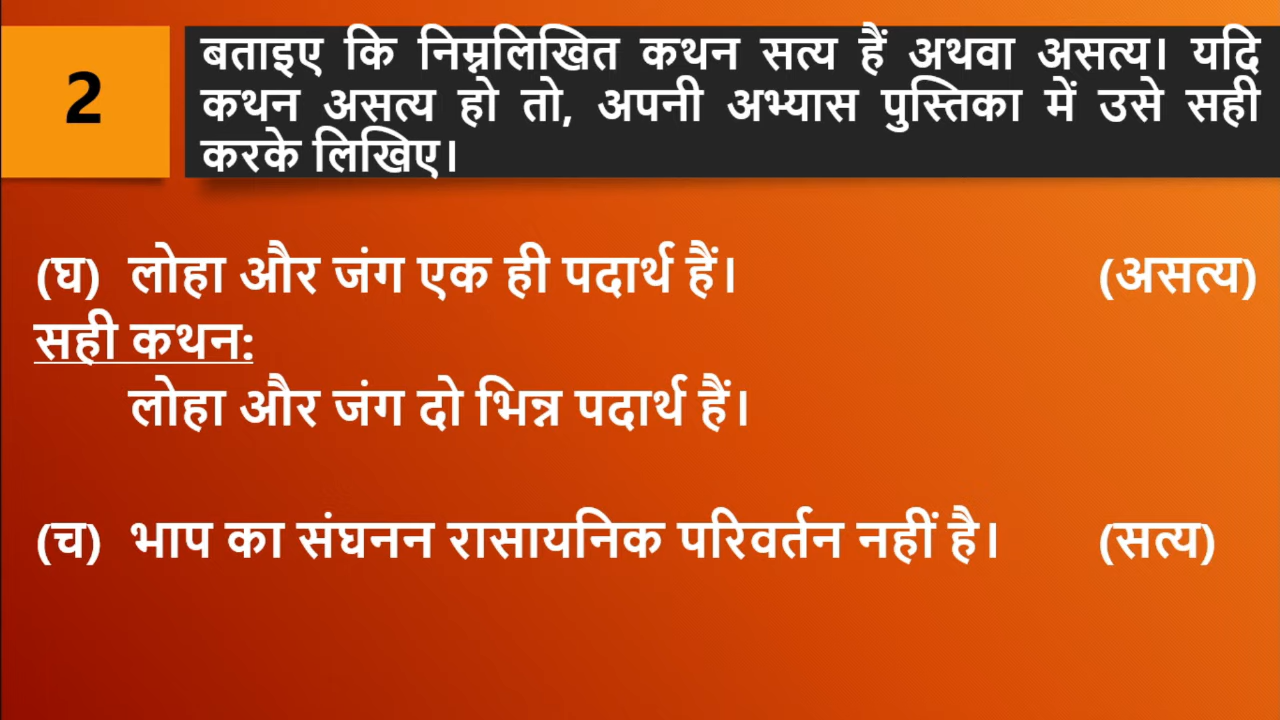 2
बताइए कि निम्नलिखित कथन सत्य हैं अथवा असत्य। यदि
कथन असत्य हो तो, अपनी अभ्यास पुस्तिका में उसे सही
करके लिखिए।
(घ) लोहा और जंग एक ही पदार्थ हैं। (असत्य)
सही कथन:
लोहा और जंग दो भिन्न पदार्थ हैं।
(च) भाप का संघनन रासायनिक परिवर्तन नहीं है। (सत्य)